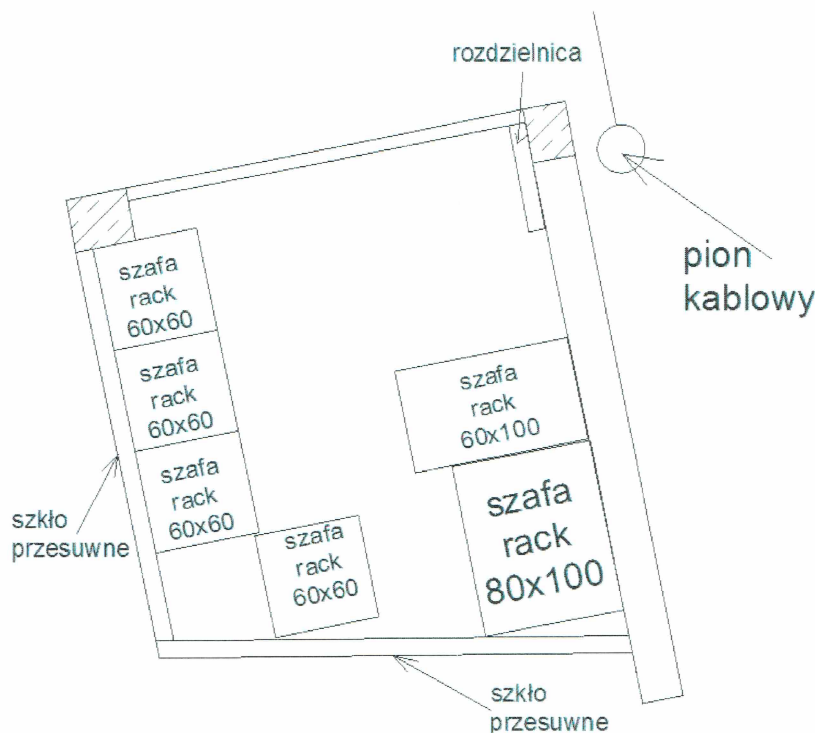 rozdzielnica
pion
kablowy
szafa
rack
60x60
szafa
rack
60x60
szafa
rack
60x60
szafa
rack
60x60
szafa
rack
60x100
szafa
rack
80x100
szkło
przesuwne
szkło
przesuwne